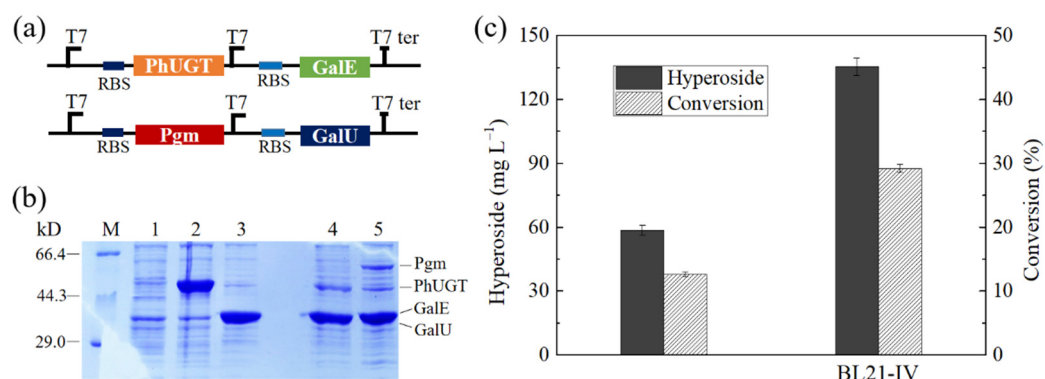 (a)
T7 T7 T7 ter
PhUGT GalE
RBS RBS
T7 T7 T7 ter
Pgm GalU
RBS RBS
(b)
kD M 1 2 3 4 5
66.4
44.3
29.0
Pgm
PhUGT
GalE
GalU
(c)
150
120
90
60
30
0
Hyperoside (mg L⁻¹)
Hyperoside
Conversion
50
40
30
20
10
0
Conversion (%)
BL21-IV